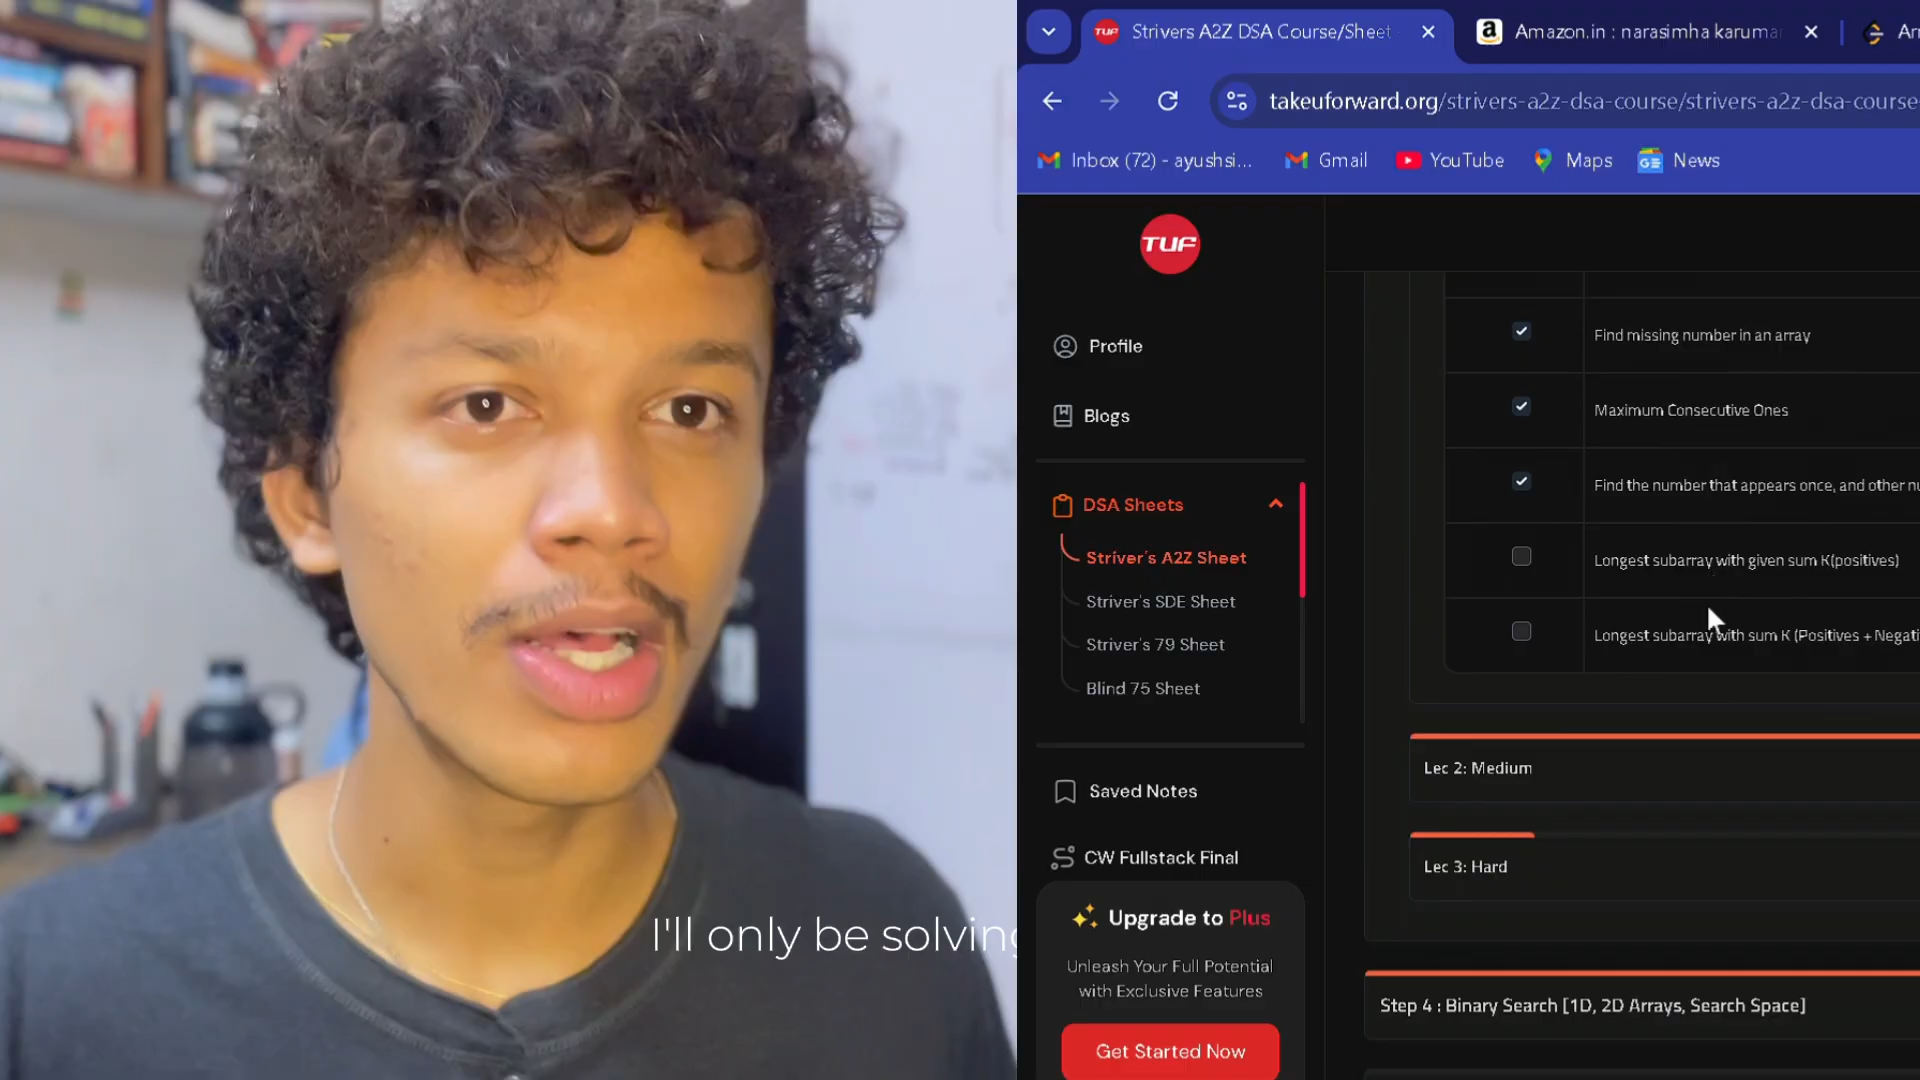 I'll only be solving
Strivers A2Z DSA Course/Sheet
Amazon.in : narasimha karuma
takeuforward.org/strivers-a2z-dsa-course/strivers-a2z-dsa-course
Inbox (72) - ayushsi...
Gmail
YouTube
Maps
GE
News
TUF
Profile
Blogs
DSA Sheets
Striver's A2Z Sheet
Striver's SDE Sheet
Striver's 79 Sheet
Blind 75 Sheet
Saved Notes
CW Fullstack Final
Upgrade to Plus
Unleash Your Full Potential
with Exclusive Features
Get Started Now
Find missing number in an array
Maximum Consecutive Ones
Find the number that appears once, and other nu
Longest subarray with given sum K(positives)
Longest subarray with sum K (Positives + Negati
Lec 2: Medium
Lec 3: Hard
Step 4 : Binary Search [1D, 2D Arrays, Search Space]